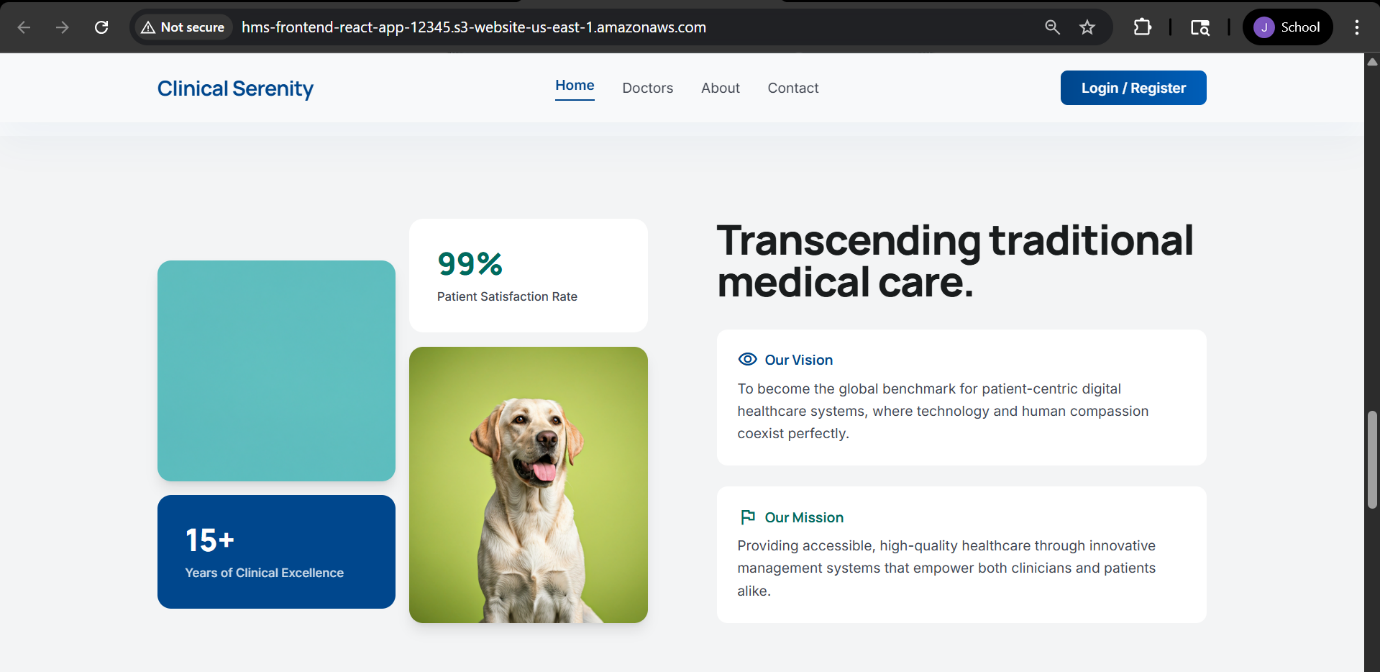 Not secure
hms-frontend-react-app-12345.s3-website-us-east-1.amazonaws.com
J
School
Clinical Serenity
Home
Doctors
About
Contact
Login / Register
99%
Patient Satisfaction Rate
15+
Years of Clinical Excellence
Transcending traditional
medical care.
Our Vision
To become the global benchmark for patient-centric digital
healthcare systems, where technology and human compassion
coexist perfectly.
Our Mission
Providing accessible, high-quality healthcare through innovative
management systems that empower both clinicians and patients
alike.